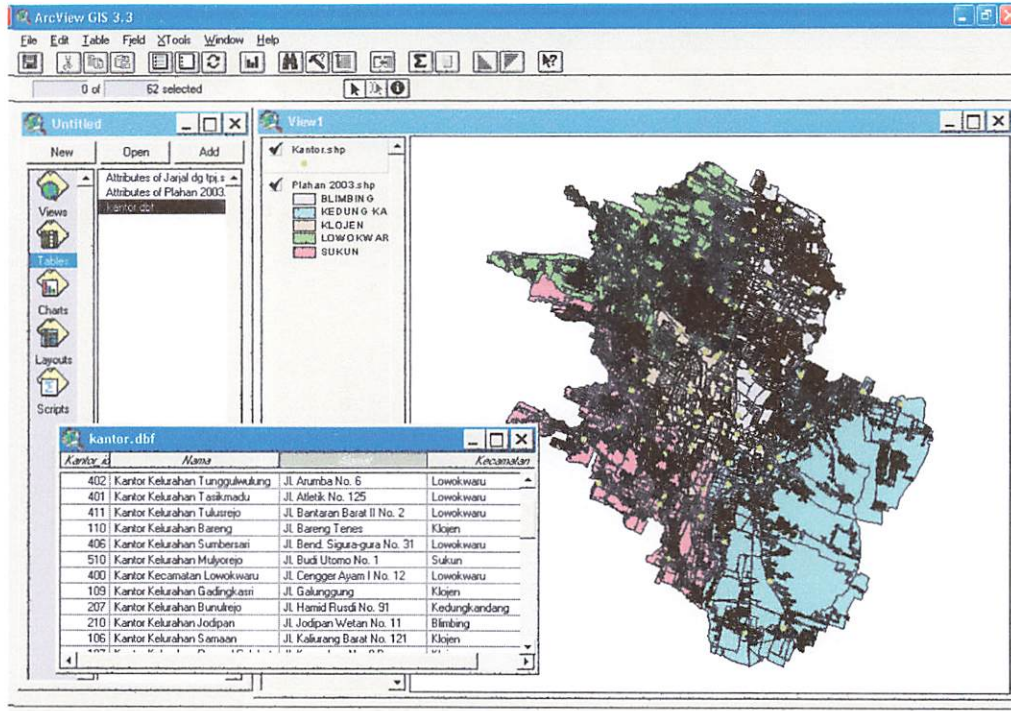 ArcView GIS 3.3
File Edit Table Field XTools Window Help
0 of 62 selected
Untitled
New Open Add
Views
Tables
Charts
Layouts
Scripts
Attributes of Jarjal dg tpj.s
Attributes of Plahan 2003.
kantor.dbf
View1
Kantor.shp
Plahan 2003.shp
BLIMBING
KEDUNG KA
KLOJEN
LOWOKWAR
SUKUN
kantor.dbf
Kantor_id Nama Kecamatan
402 Kantor Kelurahan Tunggulwulung Jl. Arumba No. 6 Lowokwaru
401 Kantor Kelurahan Tasikmadu Jl. Atletik No. 125 Lowokwaru
411 Kantor Kelurahan Tulusrejo Jl. Bantaran Barat II No. 2 Lowokwaru
110 Kantor Kelurahan Bareng Jl. Bareng Tenes Klojen
406 Kantor Kelurahan Sumbersari Jl. Bend. Sigura-gura No. 31 Lowokwaru
510 Kantor Kelurahan Mulyorejo Jl. Budi Utomo No. 1 Sukun
400 Kantor Kecamatan Lowokwaru Jl. Cengger Ayam I No. 12 Lowokwaru
109 Kantor Kelurahan Gadingkasri Jl. Galunggung Klojen
207 Kantor Kelurahan Bunulrejo Jl. Hamid Rusdi No. 91 Kedungkandang
210 Kantor Kelurahan Jodipan Jl. Jodipan Wetan No. 11 Blimbing
106 Kantor Kelurahan Samaan Jl. Kaliurang Barat No. 121 Klojen